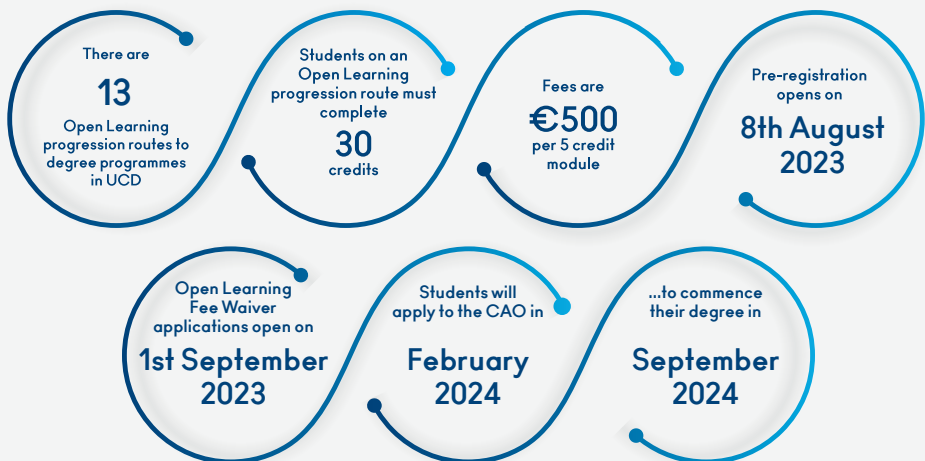 There are
13
Open Learning
progression routes to
degree programmes
in UCD
Students on an
Open Learning
progression route must
complete
30
credits
Fees are
€500
per 5 credit
module
Pre-registration
opens on
8th August
2023
Open Learning
Fee Waiver
applications open on
1st September
2023
Students will
apply to the CAO in
February
2024
...to commence
their degree in
September
2024